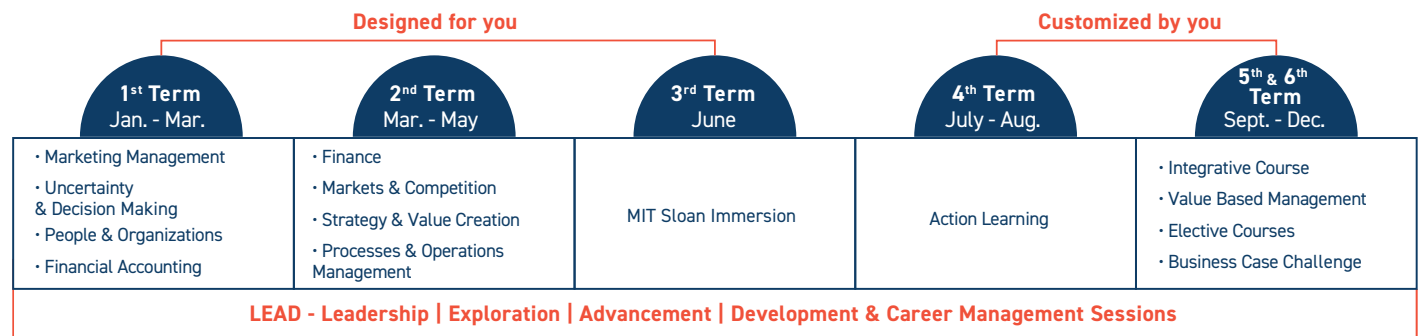 Designed for you
Customized by you
1st Term
Jan. - Mar.
2nd Term
Mar. - May
3rd Term
June
4th Term
July - Aug.
5th & 6th
Term
Sept. - Dec.
· Marketing Management
· Uncertainty
& Decision Making
· People & Organizations
· Financial Accounting
· Finance
· Markets & Competition
· Strategy & Value Creation
· Processes & Operations
Management
MIT Sloan Immersion
Action Learning
· Integrative Course
· Value Based Management
· Elective Courses
· Business Case Challenge
LEAD - Leadership | Exploration | Advancement | Development & Career Management Sessions